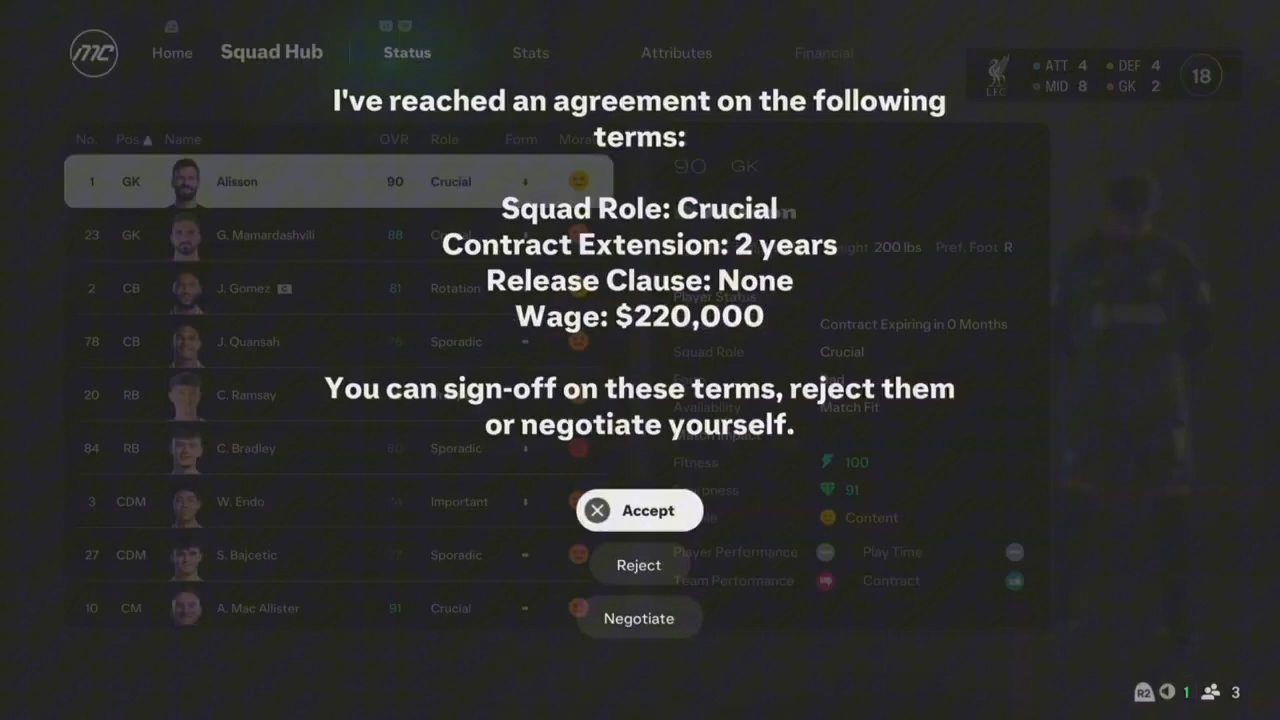 Home Squad Hub Status Stats Attributes Financial
LFC ATT 4 DEF 4 18
MID 8 GK 2
I've reached an agreement on the following
terms:
No. Pos Name OVR Role Form
1 GK Alisson 90 Crucial
90 GK
Squad Role: Crucial
23 GK G. Mamardashvili 88
Contract Extension: 2 years
200 lbs Pref. Foot R
2 CB J. Gomez C 81 Rotation
Release Clause: None
Player Status
Wage: $220,000
Contract Expiring in 0 Months
78 CB J. Quansah Sporadic
Squad Role Crucial
You can sign-off on these terms, reject them
20 RB C. Ramsay
Availability Match Fit
or negotiate yourself.
Match Impact
84 RB C. Bradley Sporadic
Fitness 100
Sharpness 91
3 CDM W. Endo Important
Accept
Content
27 CDM S. Bajcetic Sporadic
Player Performance Play Time
Reject
Team Performance Contract
10 CM A. Mac Allister 91 Crucial
Negotiate
R2 1 3